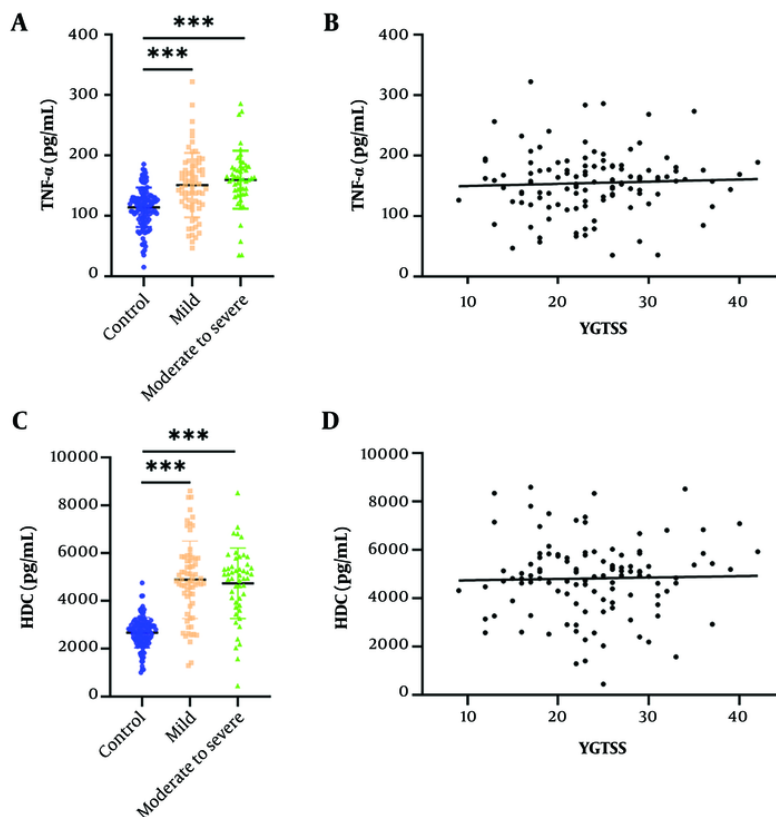 A
***
***
TNF-α (pg/mL)
400
300
200
100
0
Control
Mild
Moderate to severe
B
TNF-α (pg/mL)
400
300
200
100
0
10
20
30
40
YGTSS
C
***
***
HDC (pg/mL)
10000
8000
6000
4000
2000
0
Control
Mild
Moderate to severe
D
HDC (pg/mL)
10000
8000
6000
4000
2000
0
10
20
30
40
YGTSS